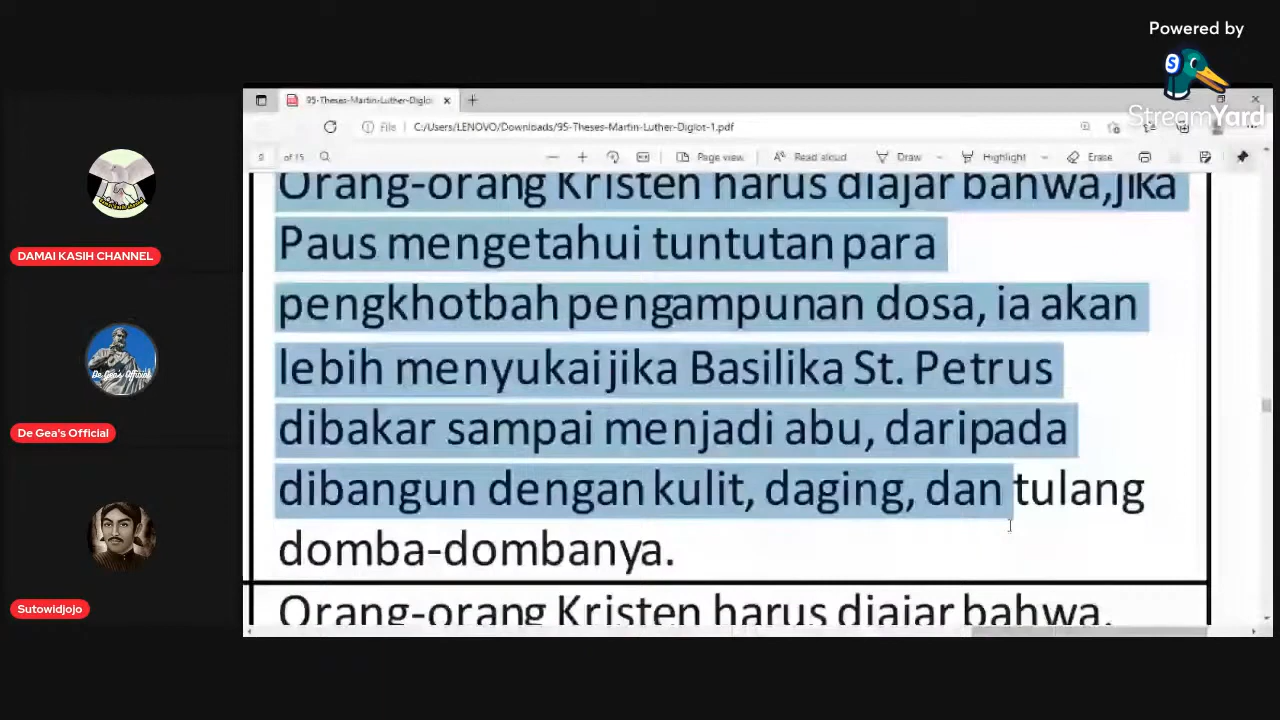 Powered by
StreamYard
95-Theses-Martin-Luther-Diglot
File
C:/Users/LENOVO/Downloads/95-Theses-Martin-Luther-Diglot-1.pdf
9 of 15
Page view
Read aloud
Draw
Highlight
Erase
Orang-orang Kristen harus diajar bahwa,jika
Paus mengetahui tuntutan para
pengkhotbah pengampunan dosa, ia akan
lebih menyukai jika Basilika St. Petrus
dibakar sampai menjadi abu, daripada
dibangun dengan kulit, daging, dan tulang
domba-dombanya.
Orang-orang Kristen harus diajar bahwa,
DAMAI KASIH CHANNEL
De Gea's Official
De Gea's Official
Sutowidjojo